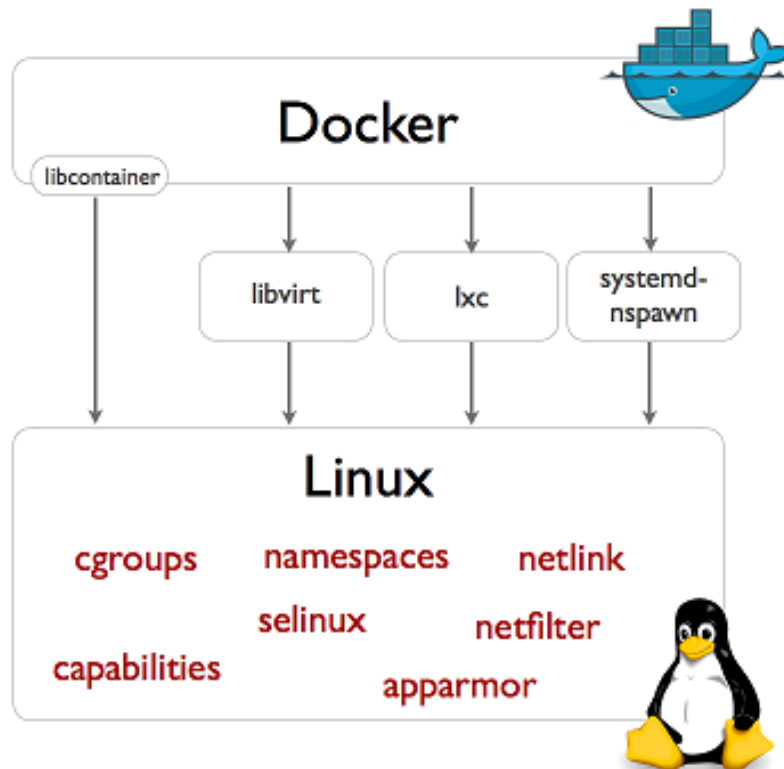 Docker
libcontainer
libvirt
lxc
systemd-
nspawn
Linux
cgroups
namespaces
netlink
selinux
netfilter
capabilities
apparmor